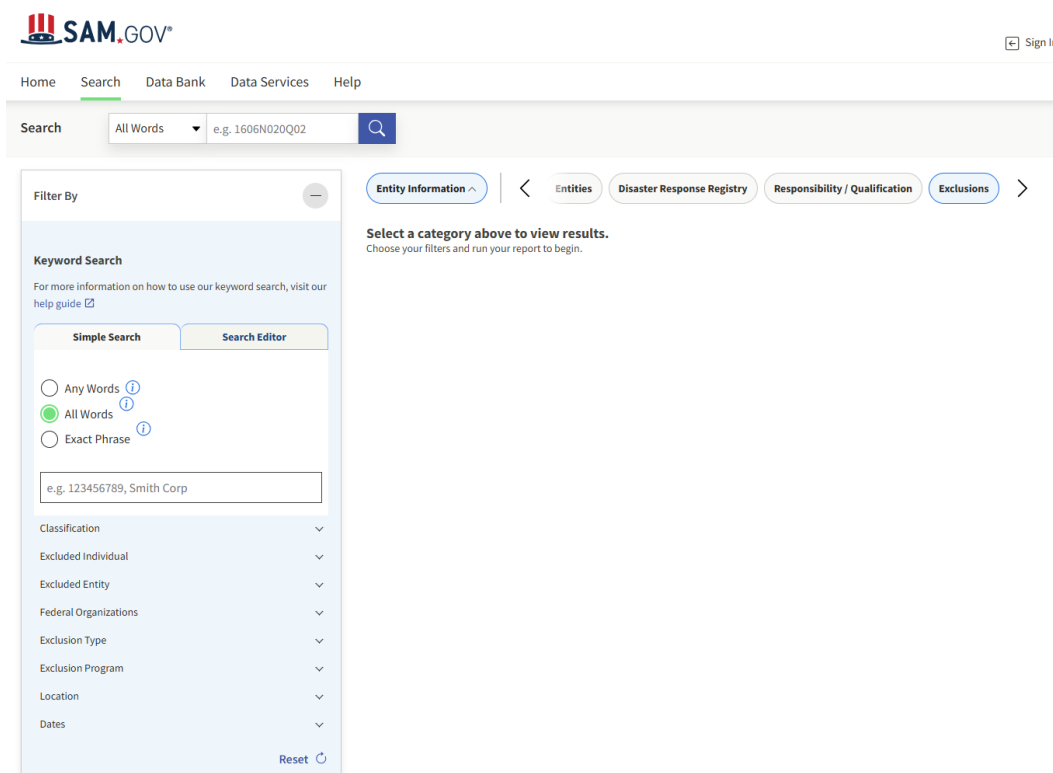 SAM.GOV®
Sign In
Home Search Data Bank Data Services Help
Search All Words e.g. 1606N020Q02
Filter By
Entity Information Entities Disaster Response Registry Responsibility / Qualification Exclusions
Select a category above to view results.
Choose your filters and run your report to begin.
Keyword Search
For more information on how to use our keyword search, visit our
help guide
Simple Search Search Editor
Any Words
All Words
Exact Phrase
e.g. 123456789, Smith Corp
Classification
Excluded Individual
Excluded Entity
Federal Organizations
Exclusion Type
Exclusion Program
Location
Dates
Reset